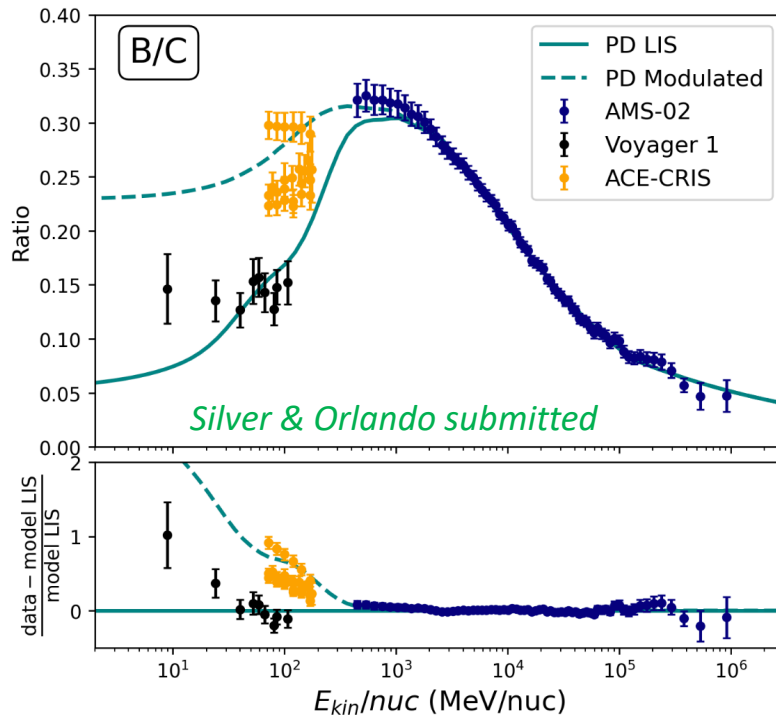 B/C
PD LIS
PD Modulated
AMS-02
Voyager 1
ACE-CRIS
Ratio
0.40
0.35
0.30
0.25
0.20
0.15
0.10
0.05
0.00
Silver & Orlando submitted
data − model LIS
model LIS
2
1
0
10¹ 10² 10³ 10⁴ 10⁵ 10⁶
E_kin/nuc (MeV/nuc)